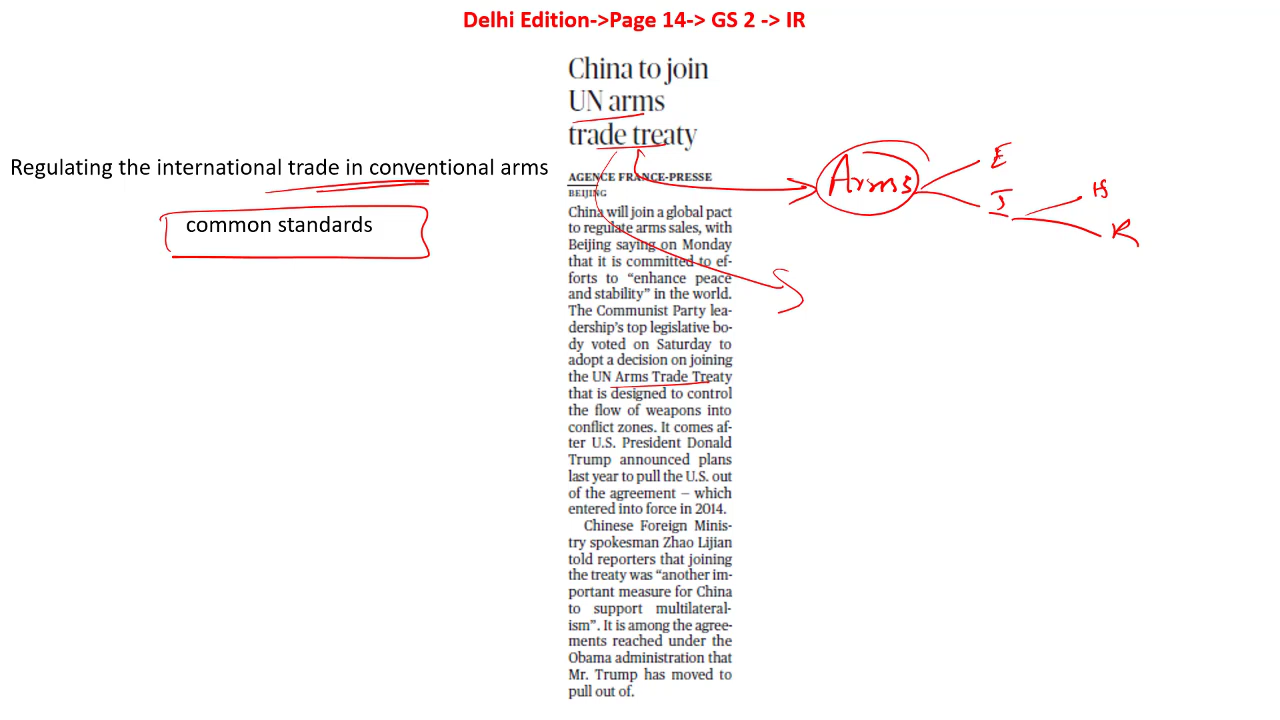 Delhi Edition->Page 14-> GS 2 -> IR
China to join
UN arms
trade treaty
Regulating the international trade in conventional arms
common standards
AGENCE FRANCE-PRESSE
BEIJING
China will join a global pact
to regulate arms sales, with
Beijing saying on Monday
that it is committed to ef-
forts to “enhance peace
and stability” in the world.
The Communist Party lea-
dership’s top legislative bo-
dy voted on Saturday to
adopt a decision on joining
the UN Arms Trade Treaty
that is designed to control
the flow of weapons into
conflict zones. It comes af-
ter U.S. President Donald
Trump announced plans
last year to pull the U.S. out
of the agreement – which
entered into force in 2014.
Chinese Foreign Minis-
try spokesman Zhao Lijian
told reporters that joining
the treaty was “another im-
portant measure for China
to support multilateral-
ism”. It is among the agree-
ments reached under the
Obama administration that
Mr. Trump has moved to
pull out of.
Arms
E
I
R